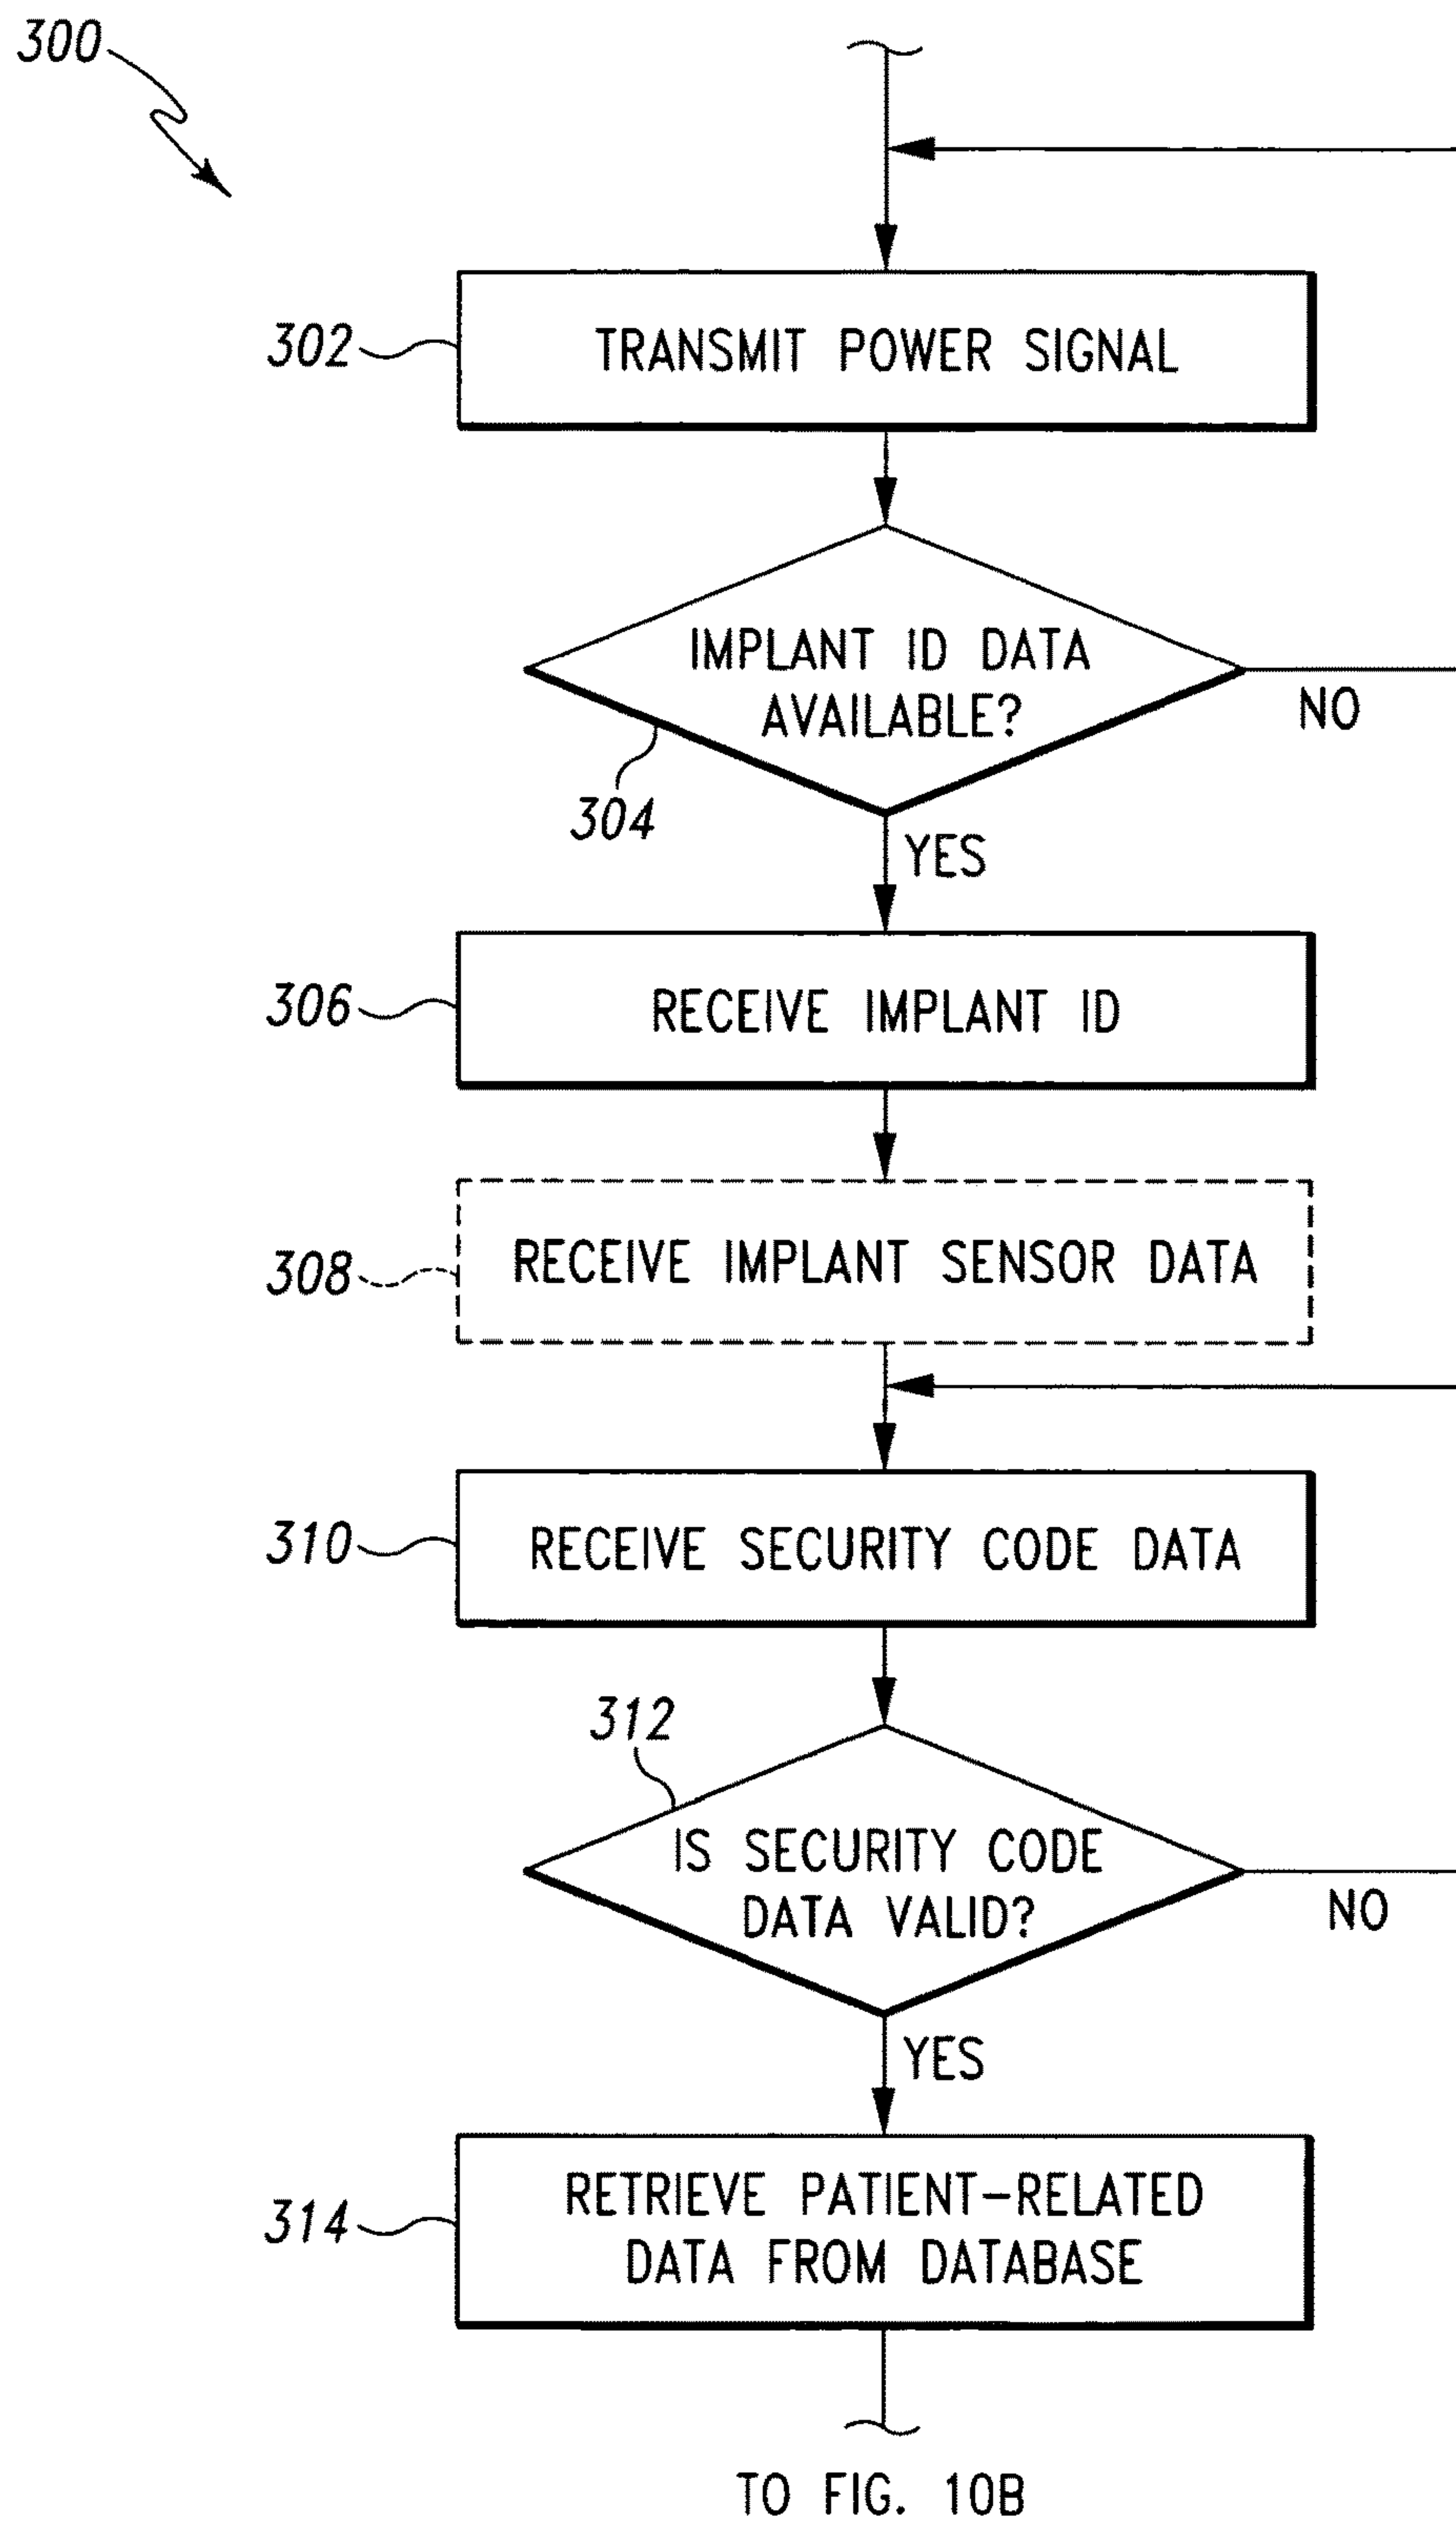 300
302
TRANSMIT POWER SIGNAL
IMPLANT ID DATA
AVAILABLE?
NO
304
YES
306
RECEIVE IMPLANT ID
308
RECEIVE IMPLANT SENSOR DATA
310
RECEIVE SECURITY CODE DATA
312
IS SECURITY CODE
DATA VALID?
NO
YES
314
RETRIEVE PATIENT-RELATED
DATA FROM DATABASE
TO FIG. 10B